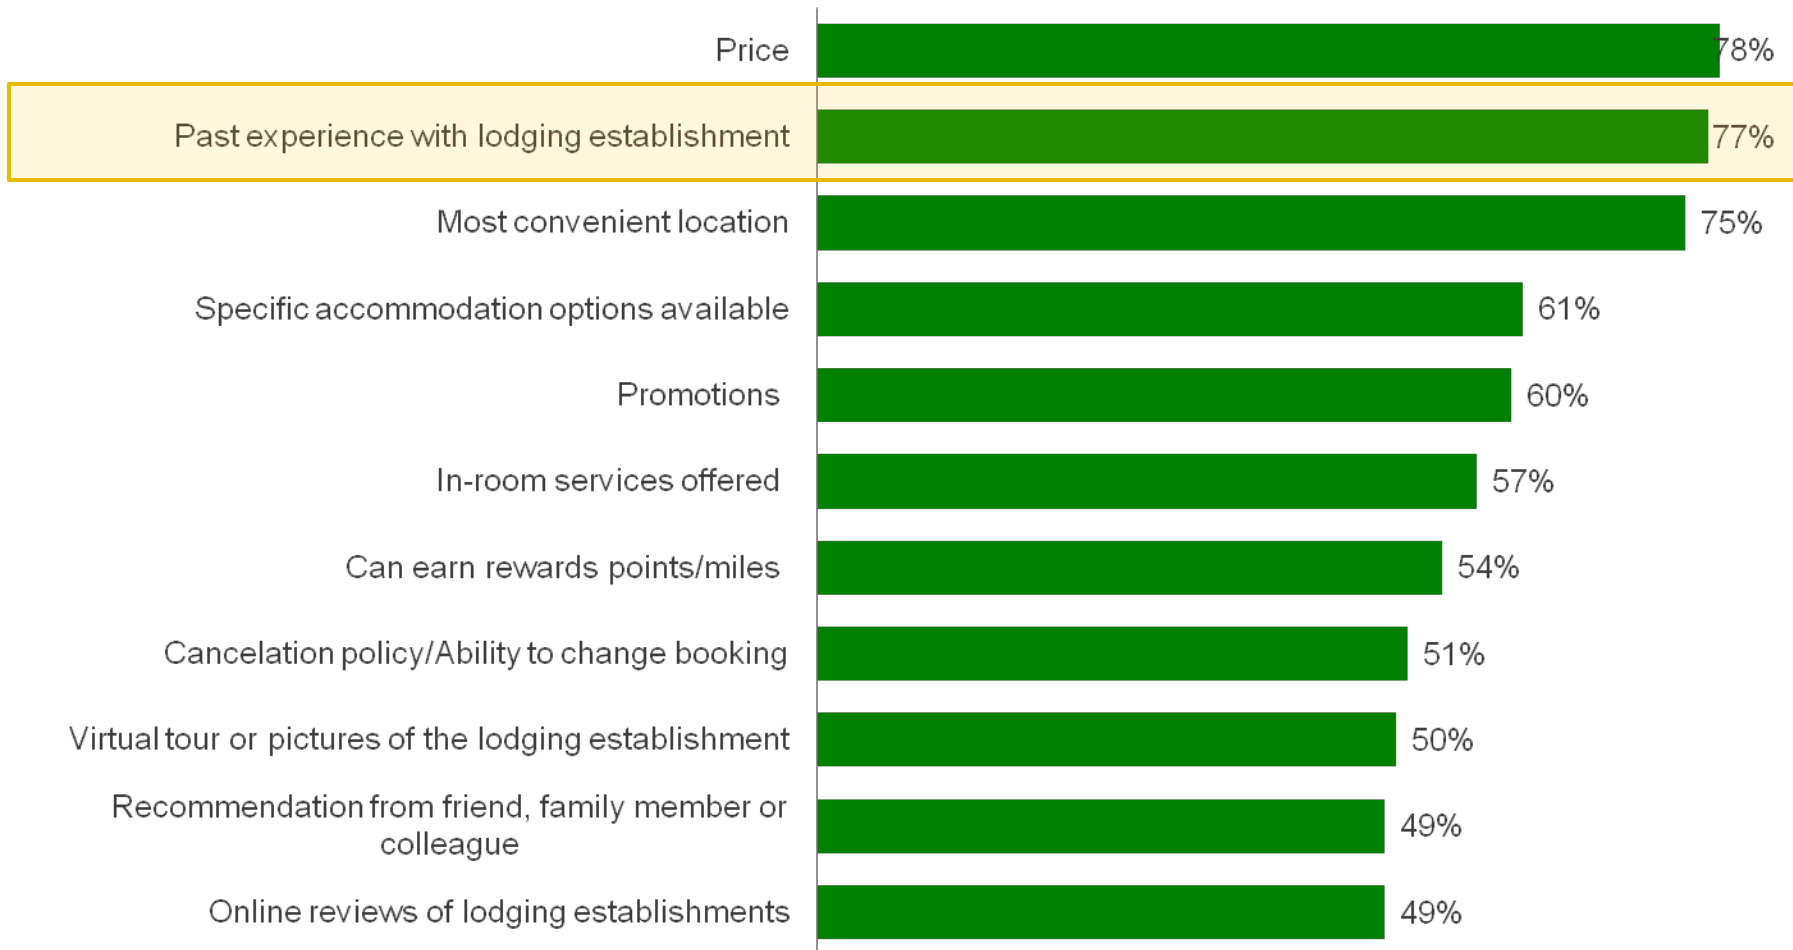 Price 78%
Past experience with lodging establishment 77%
Most convenient location 75%
Specific accommodation options available 61%
Promotions 60%
In-room services offered 57%
Can earn rewards points/miles 54%
Cancelation policy/Ability to change booking 51%
Virtual tour or pictures of the lodging establishment 50%
Recommendation from friend, family member or
colleague 49%
Online reviews of lodging establishments 49%